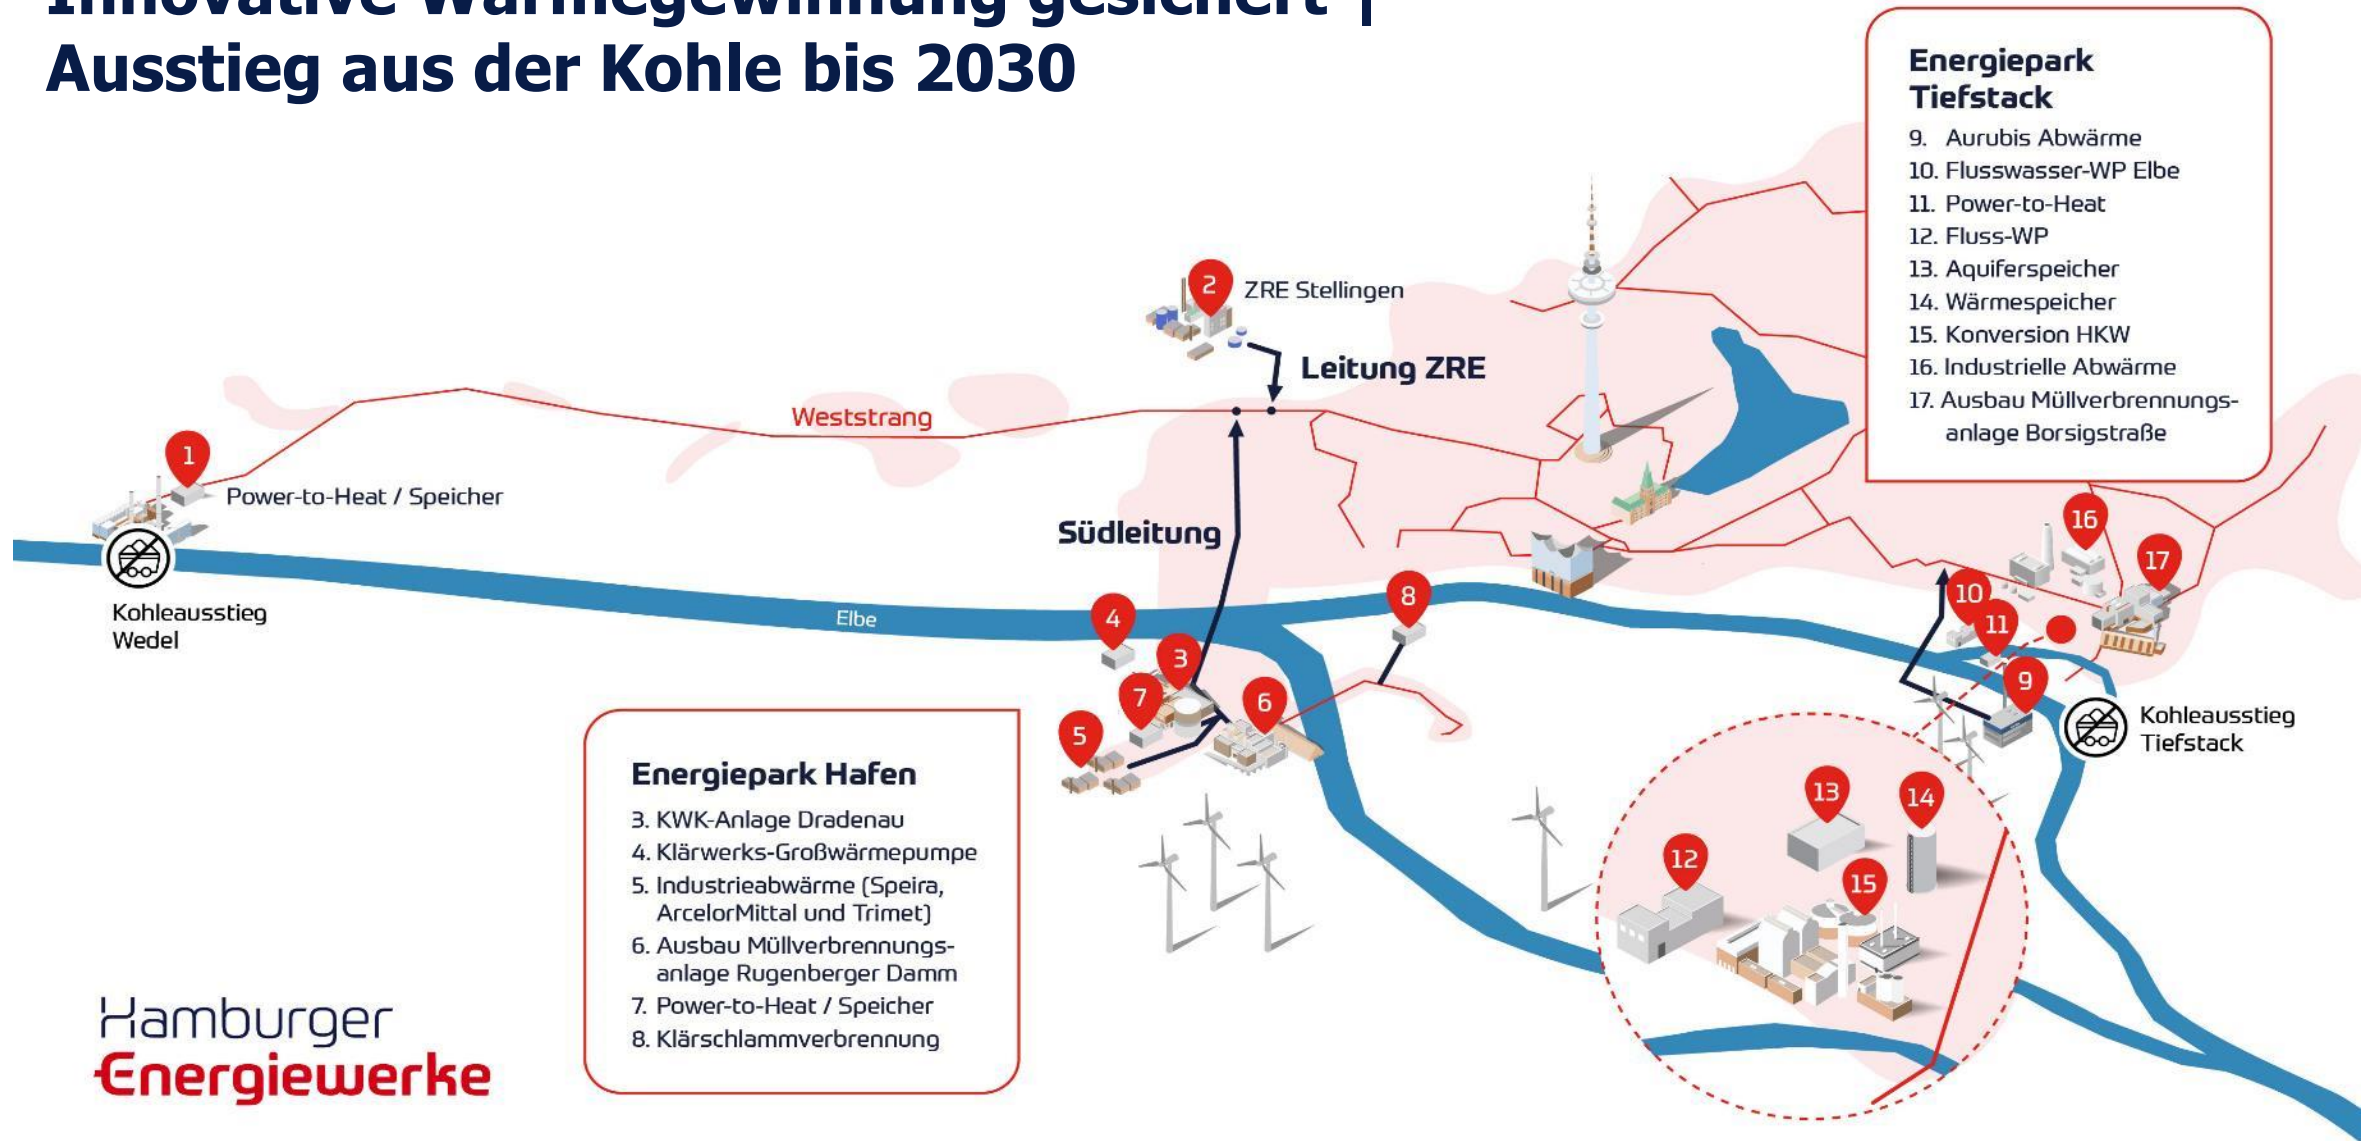 Innovative Wärmegewinnung gesichert |
Ausstieg aus der Kohle bis 2030
Energiepark
Tiefstack
9. Aurubis Abwärme
10. Flusswasser-WP Elbe
11. Power-to-Heat
12. Fluss-WP
13. Aquiferspeicher
14. Wärmespeicher
15. Konversion HKW
16. Industrielle Abwärme
17. Ausbau Müllverbrennungs-
anlage Borsigstraße
2
ZRE Stellingen
Leitung ZRE
Weststrang
1
Power-to-Heat / Speicher
Südleitung
Kohleausstieg
Wedel
Elbe
4
3
7
5
6
8
16
17
10
11
9
Kohleausstieg
Tiefstack
13
14
12
15
Energiepark Hafen
3. KWK-Anlage Dradenau
4. Klärwerks-Großwärmepumpe
5. Industrieabwärme (Speira,
ArcelorMittal und Trimet)
6. Ausbau Müllverbrennungs-
anlage Rugenberger Damm
7. Power-to-Heat / Speicher
8. Klärschlammverbrennung
Hamburger
Energiewerke